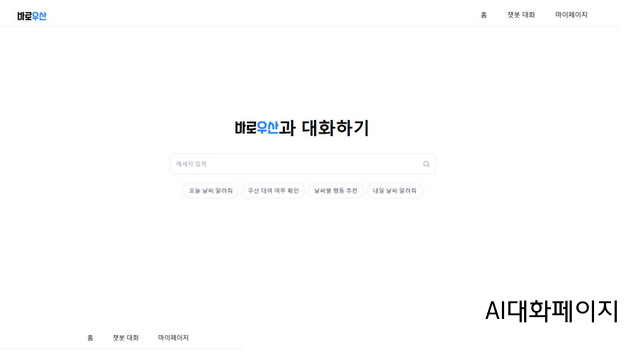 바로우산
홈 챗봇 대화 마이페이지
바로우산과 대화하기
메세지 입력
오늘 날씨 알려줘 우산 대여 여부 확인 날씨별 행동 추천 내일 날씨 알려줘
AI대화페이지
홈 챗봇 대화 마이페이지